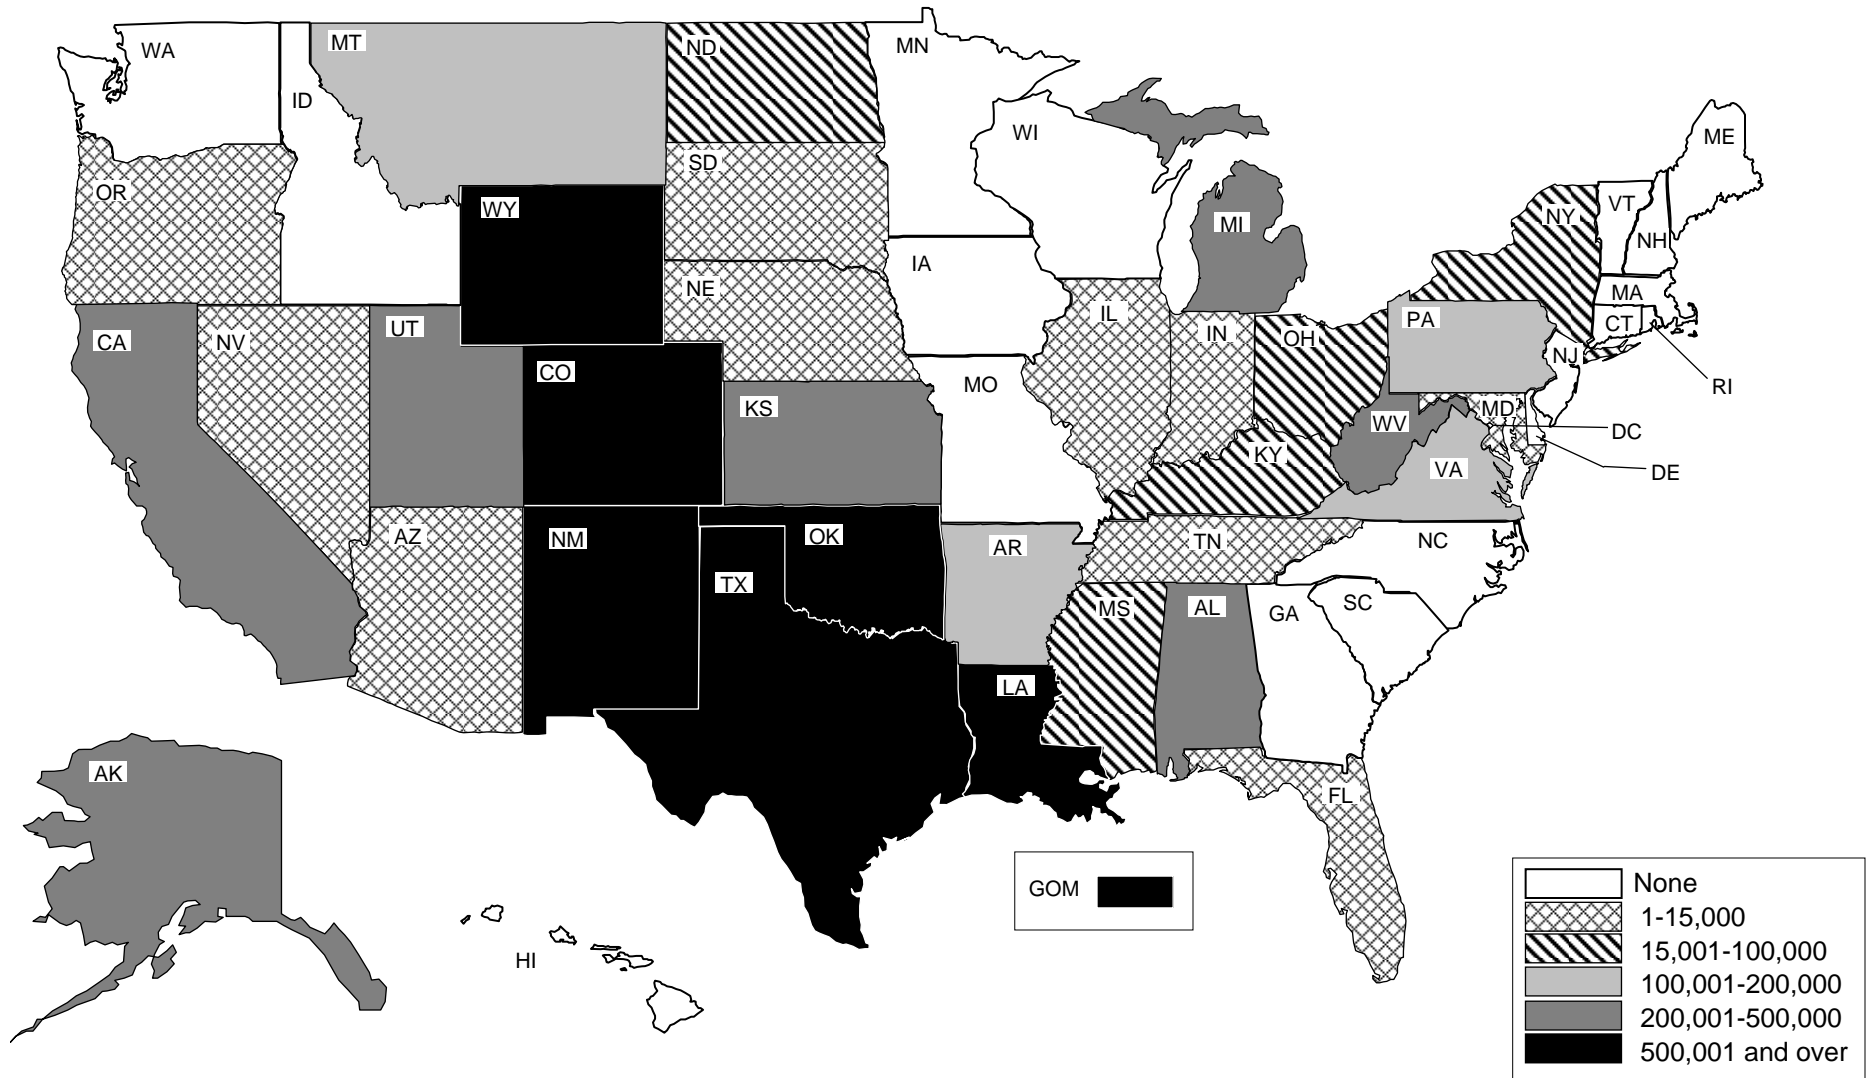 WA
MT
ND
MN
ID
WI
ME
SD
OR
WY
MI
NY
VT
NH
IA
NE
MA
IL
PA
CT
CA
NV
UT
IN
OH
NJ
CO
MO
RI
KS
MD
WV
DC
KY
VA
DE
AZ
NM
OK
AR
TN
NC
TX
MS
AL
GA
SC
LA
AK
FL
GOM
HI
None
1-15,000
15,001-100,000
100,001-200,000
200,001-500,000
500,001 and over